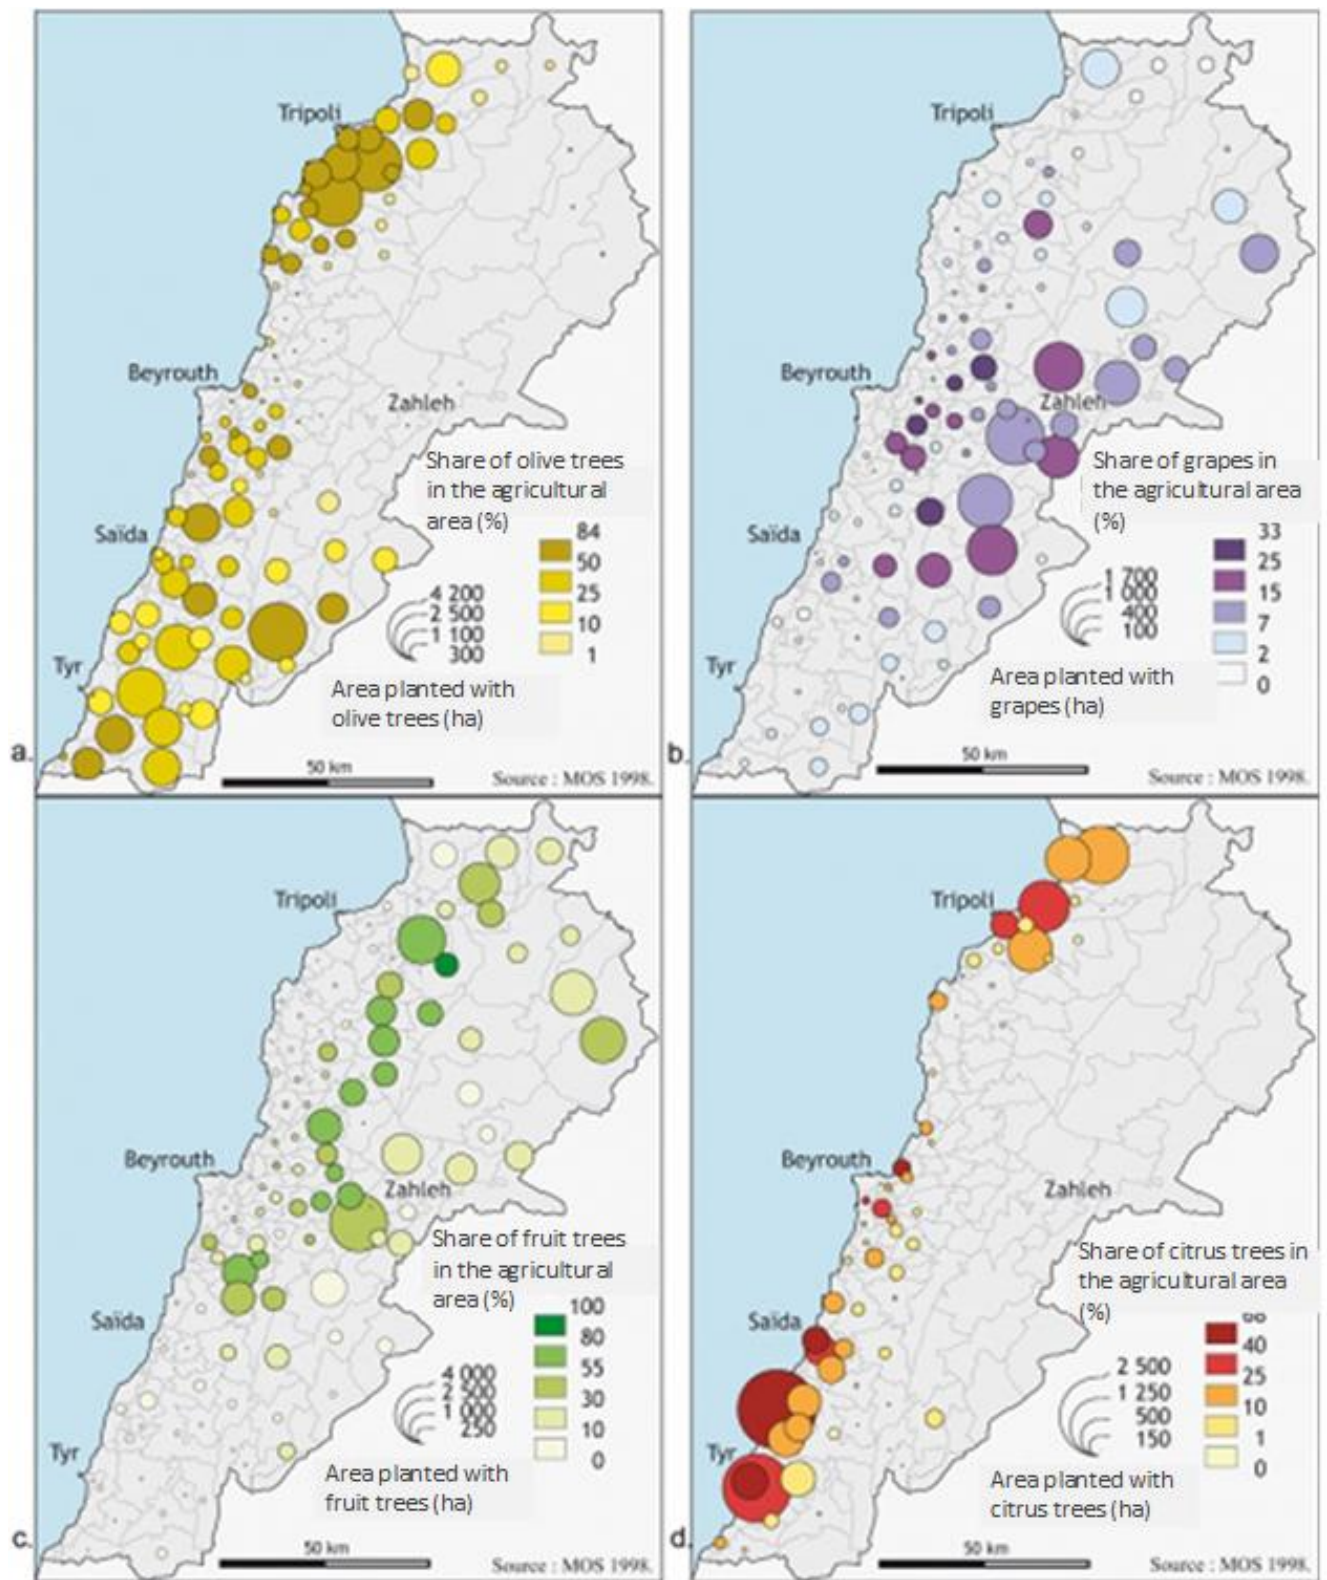 Tripoli
Beyrouth
Zahleh
Share of olive trees
in the agricultural
area (%)
Saïda
84
50
25
10
1
4 200
2 500
1 100
300
Tyr
Area planted with
olive trees (ha)
a.
50 km
Source : MOS 1998.
Tripoli
Beyrouth
Zahleh
Share of grapes in
the agricultural area
(%)
Saïda
33
25
15
7
2
0
1 700
1 000
400
100
Tyr
Area planted with
grapes (ha)
b.
50 km
Source : MOS 1998.
Tripoli
Beyrouth
Zahleh
Share of fruit trees
in the agricultural
area (%)
Saïda
100
80
55
30
10
0
4 000
2 500
1 000
250
Tyr
Area planted with
fruit trees (ha)
c.
50 km
Source : MOS 1998.
Tripoli
Beyrouth
Zahleh
Share of citrus trees in
the agricultural area
(%)
Saïda
40
25
10
1
0
2 500
1 250
500
150
Tyr
Area planted with
citrus trees (ha)
d.
50 km
Source : MOS 1998.